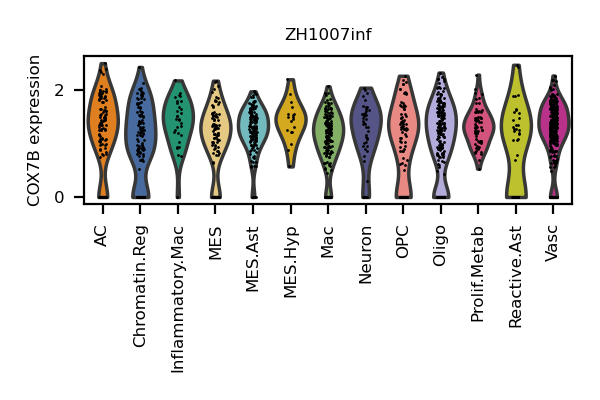 ZH1007inf
COX7B expression
2
0
AC
Chromatin.Reg
Inflammatory.Mac
MES
MES.Ast
MES.Hyp
Mac
Neuron
OPC
Oligo
Prolif.Metab
Reactive.Ast
Vasc